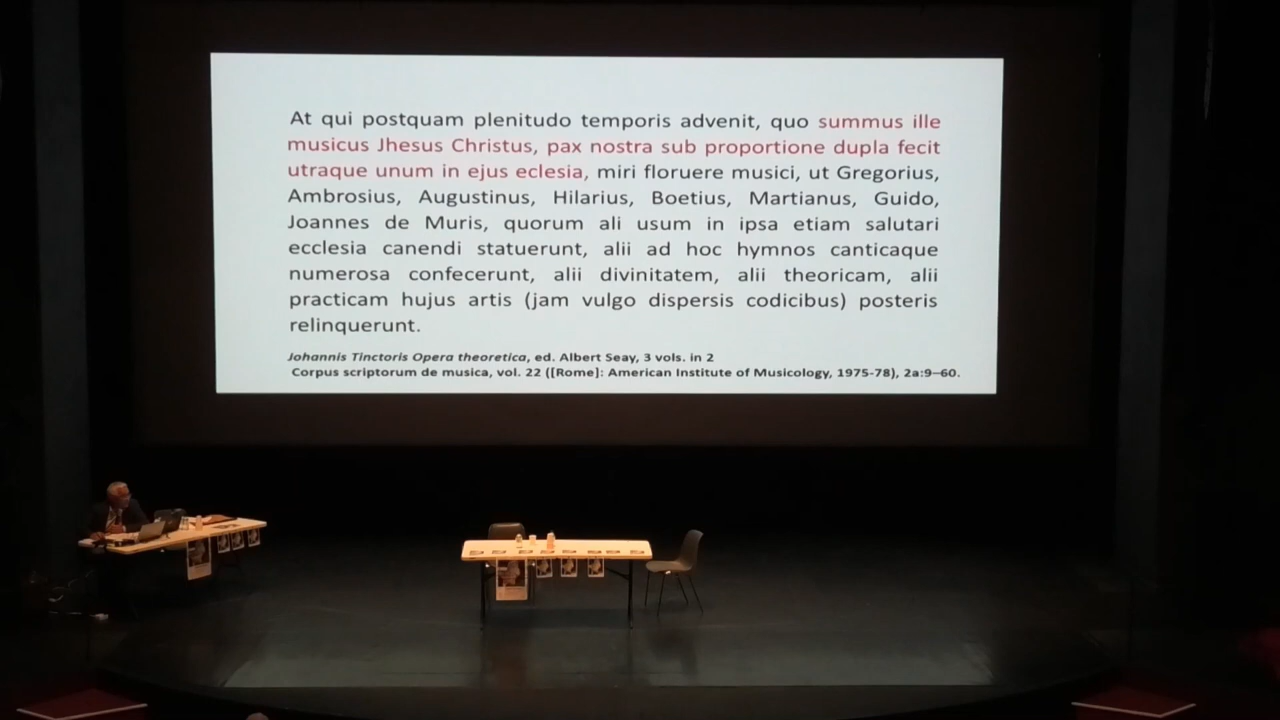 At qui postquam plenitudo temporis advenit, quo summus ille
musicus Jhesus Christus, pax nostra sub proportione dupla fecit
utraque unum in ejus eclesia, miri floruere musici, ut Gregorius,
Ambrosius, Augustinus, Hilarius, Boetius, Martianus, Guido,
Joannes de Muris, quorum ali usum in ipsa etiam salutari
ecclesia canendi statuerunt, alii ad hoc hymnos canticaque
numerosa confecerunt, alii divinitatem, alii theoricam, alii
practicam hujus artis (jam vulgo dispersis codicibus) posteris
relinquerunt.
Johannis Tinctoris Opera theoretica, ed. Albert Seay, 3 vols. in 2
Corpus scriptorum de musica, vol. 22 ([Rome]: American Institute of Musicology, 1975-78), 2a:9–60.